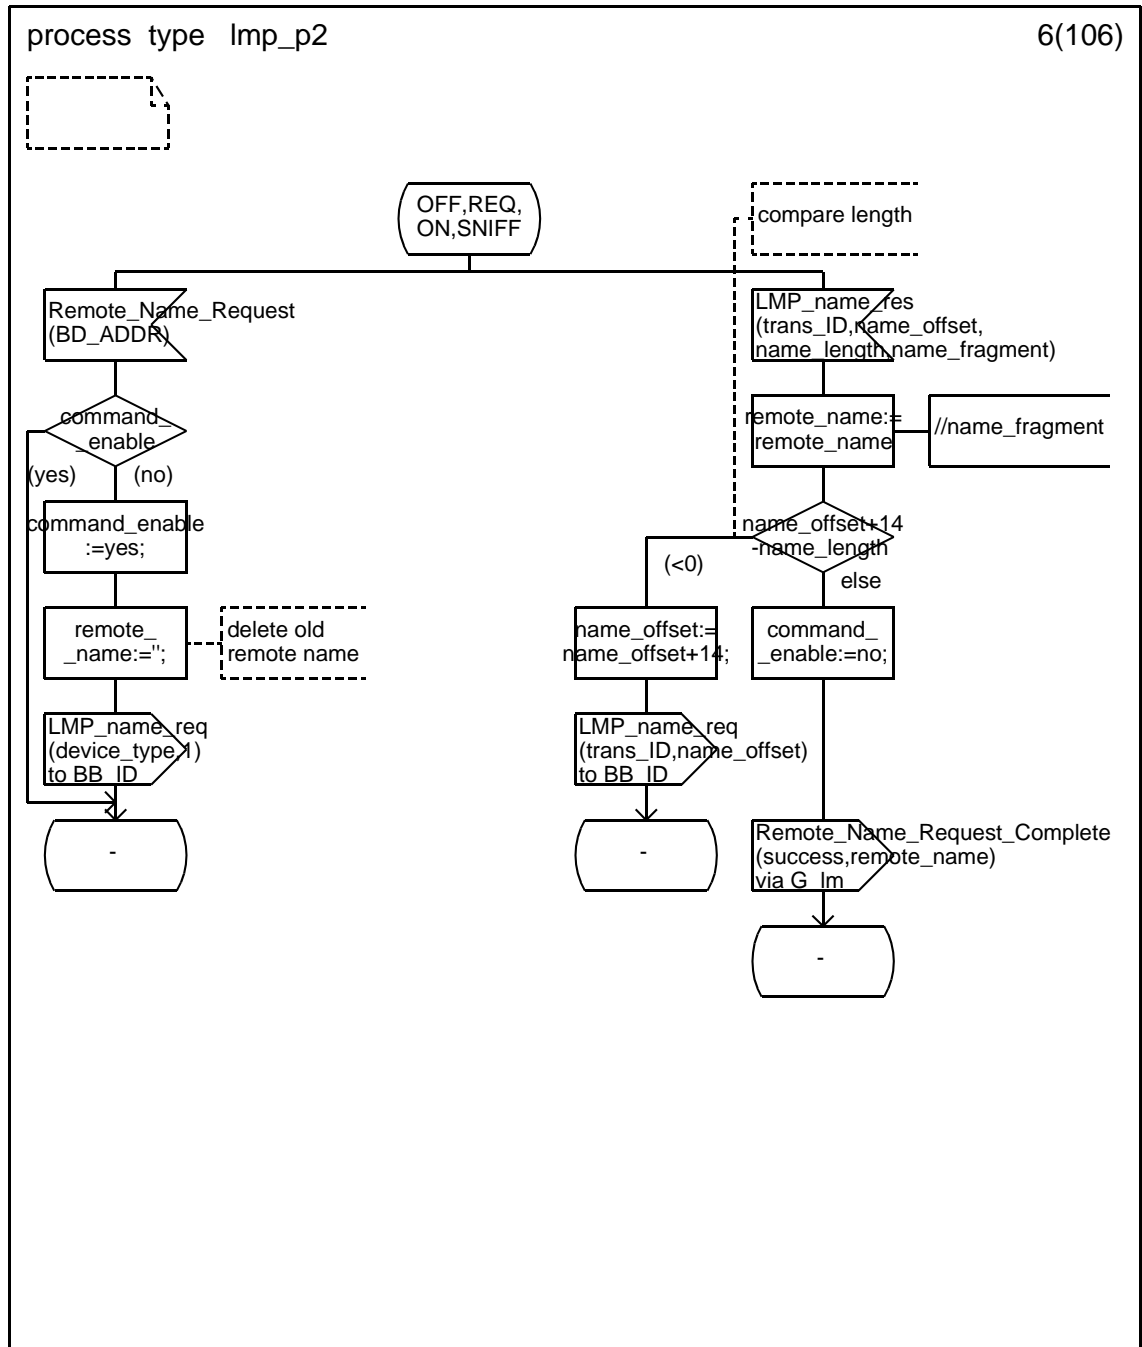 process type lmp_p2
6(106)
OFF,REQ,
ON,SNIFF
compare length
Remote_Name_Request
(BD_ADDR)
LMP_name_res
(trans_ID,name_offset,
name_length,name_fragment)
command_
_enable
remote_name:=
remote_name
//name_fragment
(yes)
(no)
command_enable
:=yes;
name_offset+14
-name_length
(<0)
else
remote_
_name:='';
delete old
remote name
name_offset:=
name_offset+14;
command_
_enable:=no;
LMP_name_req
(device_type,1)
to BB_ID
LMP_name_req
(trans_ID,name_offset)
to BB_ID
-
-
Remote_Name_Request_Complete
(success,remote_name)
via G_lm
-